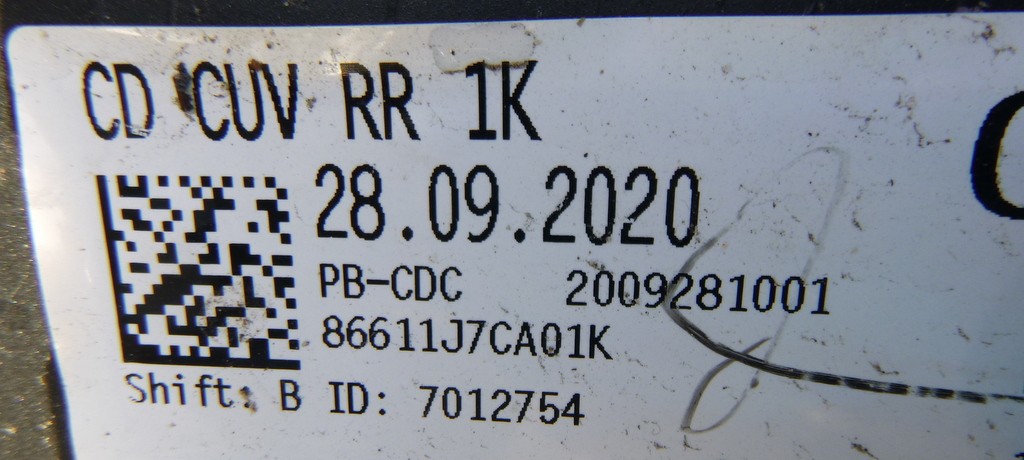 CD CUV RR 1K
28.09.2020
PB-CDC 2009281001
86611J7CA01K
Shift: B ID: 7012754